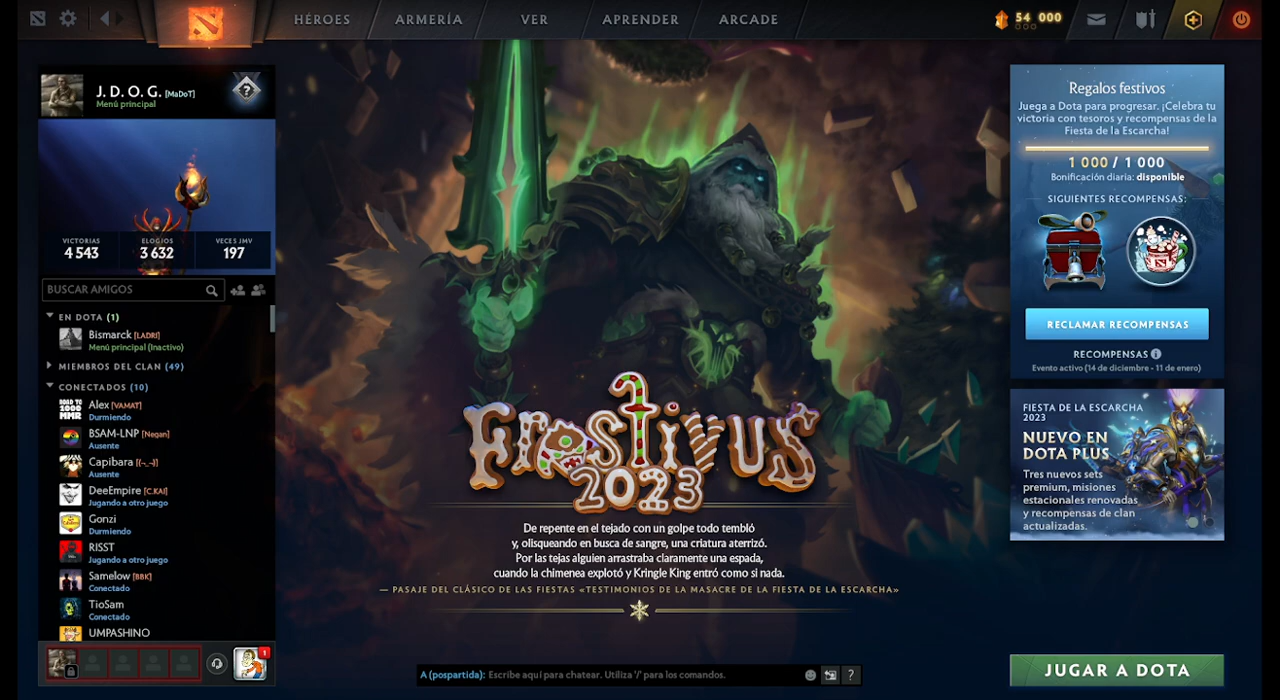 HÉROES
ARMERÍA
VER
APRENDER
ARCADE
54 000
J. D. O. G. [MaDoT]
Menú principal
VICTORIAS
4 543
ELOGIOS
3 632
VECES JMV
197
BUSCAR AMIGOS
EN DOTA (1)
Bismarck [LADRI]
Menú principal (Inactivo)
MIEMBROS DEL CLAN (49)
CONECTADOS (10)
ROAD TO
1000
MMR
Alex [VAMAT]
Durmiendo
BSAM-LNP [Neqan]
Ausente
Capibara [(¬_¬)]
Ausente
DeeEmpire [C.KAI]
Jugando a otro juego
Gonzi
Durmiendo
RISST
Jugando a otro juego
Samelow [BBK]
Conectado
TioSam
Conectado
UMPASHINO
1
FROSTIVUS
2023
De repente en el tejado con un golpe todo tembló
y, olisqueando en busca de sangre, una criatura aterrizó.
Por las tejas alguien arrastraba claramente una espada,
cuando la chimenea explotó y Kringle King entró como si nada.
— PASAJE DEL CLÁSICO DE LAS FIESTAS «TESTIMONIOS DE LA MASACRE DE LA FIESTA DE LA ESCARCHA»
A (pospartida): Escribe aquí para chatear. Utiliza '/' para los comandos.
?
Regalos festivos
Juega a Dota para progresar. ¡Celebra tu
victoria con tesoros y recompensas de la
Fiesta de la Escarcha!
1 000 / 1 000
Bonificación diaria: disponible
SIGUIENTES RECOMPENSAS:
RECLAMAR RECOMPENSAS
RECOMPENSAS
Evento activo (14 de diciembre - 11 de enero)
FIESTA DE LA ESCARCHA
2023
NUEVO EN
DOTA PLUS
Tres nuevos sets
premium, misiones
estacionales renovadas
y recompensas de clan
actualizadas.
JUGAR A DOTA